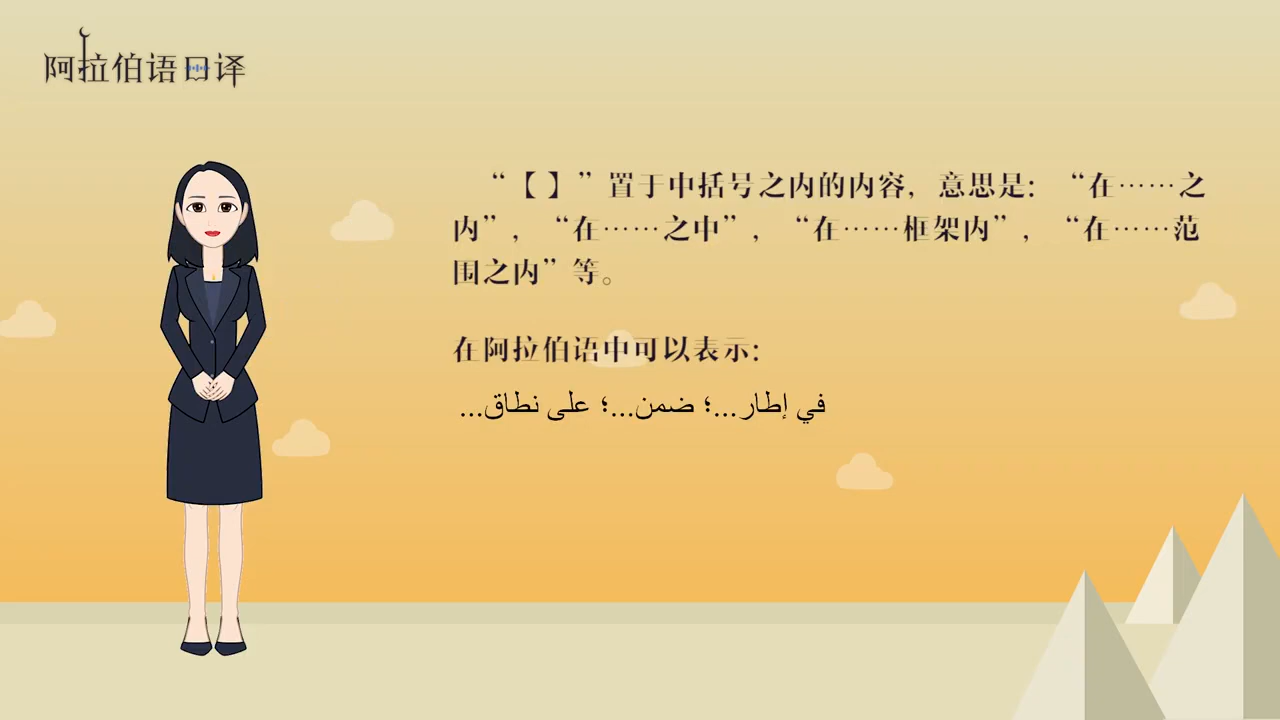 阿拉伯语日译
“【 】”置于中括号之内的内容，意思是：“在……之
内”，“在……之中”，“在……框架内”，“在……范
围之内”等。
在阿拉伯语中可以表示：
في إطار...؛ ضمن...؛ على نطاق...